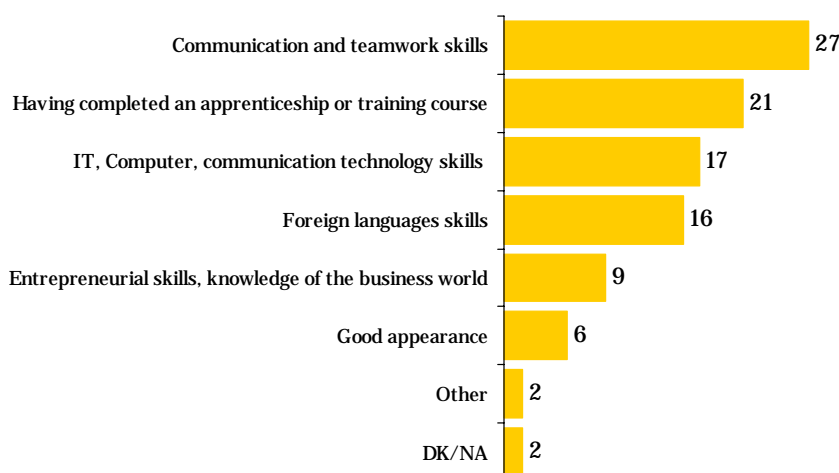 Communication and teamwork skills 27
Having completed an apprenticeship or training course 21
IT, Computer, communication technology skills 17
Foreign languages skills 16
Entrepreneurial skills, knowledge of the business world 9
Good appearance 6
Other 2
DK/NA 2